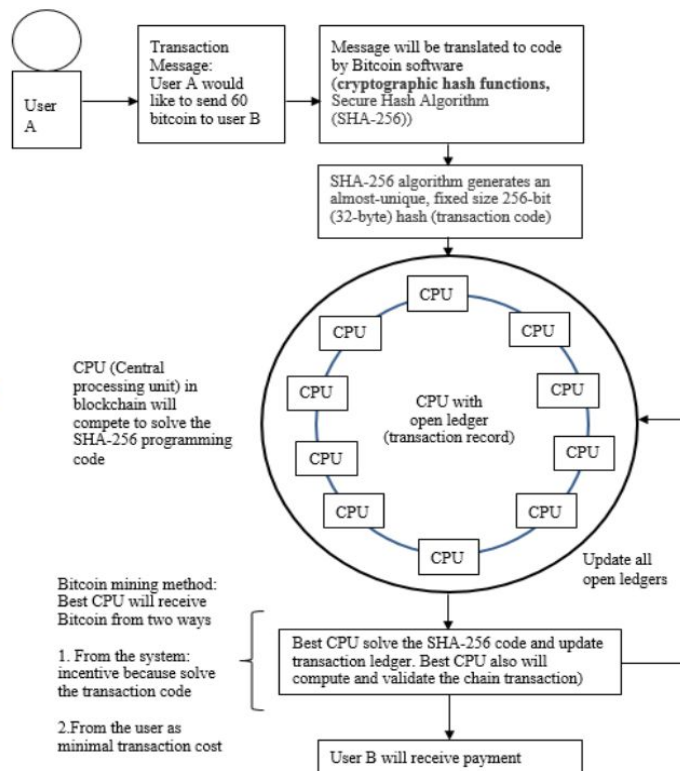 User
A
Transaction
Message:
User A would
like to send 60
bitcoin to user B
Message will be translated to code
by Bitcoin software
(cryptographic hash functions,
Secure Hash Algorithm
(SHA-256))
SHA-256 algorithm generates an
almost-unique, fixed size 256-bit
(32-byte) hash (transaction code)
CPU
CPU
CPU
CPU
CPU
CPU
CPU
CPU
CPU
CPU
CPU with
open ledger
(transaction record)
CPU (Central
processing unit) in
blockchain will
compete to solve the
SHA-256 programming
code
Update all
open ledgers
Bitcoin mining method:
Best CPU will receive
Bitcoin from two ways
1. From the system:
incentive because solve
the transaction code
2.From the user as
minimal transaction cost
Best CPU solve the SHA-256 code and update
transaction ledger. Best CPU also will
compute and validate the chain transaction)
User B will receive payment